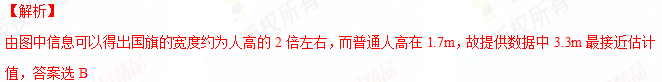 【解析】
由图中信息可以得出国旗的宽度约为人高的 2 倍左右，而普通人高在 1.7m，故提供数据中 3.3m 最接近估计
值，答案选 B